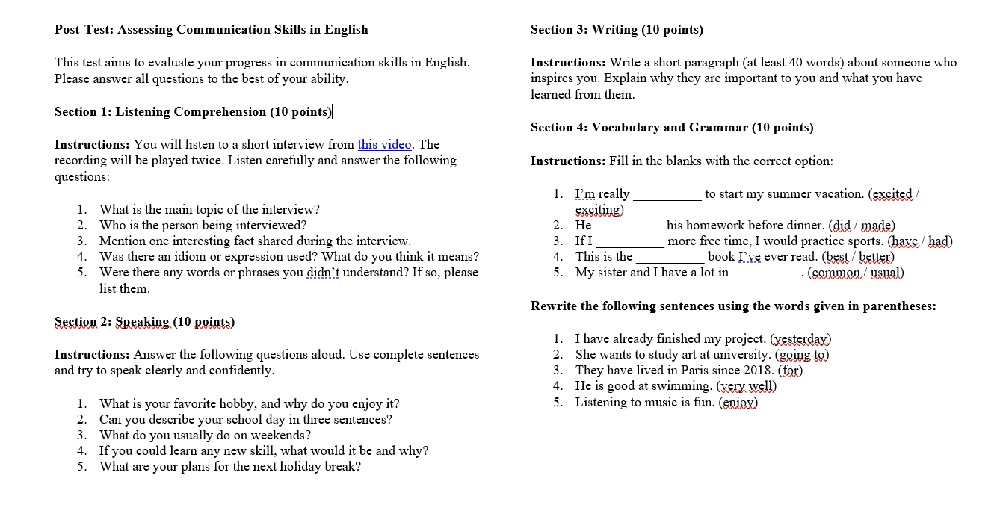 Post-Test: Assessing Communication Skills in English
This test aims to evaluate your progress in communication skills in English.
Please answer all questions to the best of your ability.
Section 1: Listening Comprehension (10 points)
Instructions: You will listen to a short interview from this video. The
recording will be played twice. Listen carefully and answer the following
questions:
1. What is the main topic of the interview?
2. Who is the person being interviewed?
3. Mention one interesting fact shared during the interview.
4. Was there an idiom or expression used? What do you think it means?
5. Were there any words or phrases you didn't understand? If so, please
list them.
Section 2: Speaking (10 points)
Instructions: Answer the following questions aloud. Use complete sentences
and try to speak clearly and confidently.
1. What is your favorite hobby, and why do you enjoy it?
2. Can you describe your school day in three sentences?
3. What do you usually do on weekends?
4. If you could learn any new skill, what would it be and why?
5. What are your plans for the next holiday break?
Section 3: Writing (10 points)
Instructions: Write a short paragraph (at least 40 words) about someone who
inspires you. Explain why they are important to you and what you have
learned from them.
Section 4: Vocabulary and Grammar (10 points)
Instructions: Fill in the blanks with the correct option:
1. I'm really __________ to start my summer vacation. (excited /
exciting)
2. He __________ his homework before dinner. (did / made)
3. If I __________ more free time, I would practice sports. (have / had)
4. This is the __________ book I've ever read. (best / better)
5. My sister and I have a lot in __________. (common / usual)
Rewrite the following sentences using the words given in parentheses:
1. I have already finished my project. (yesterday)
2. She wants to study art at university. (going to)
3. They have lived in Paris since 2018. (for)
4. He is good at swimming. (very well)
5. Listening to music is fun. (enjoy)